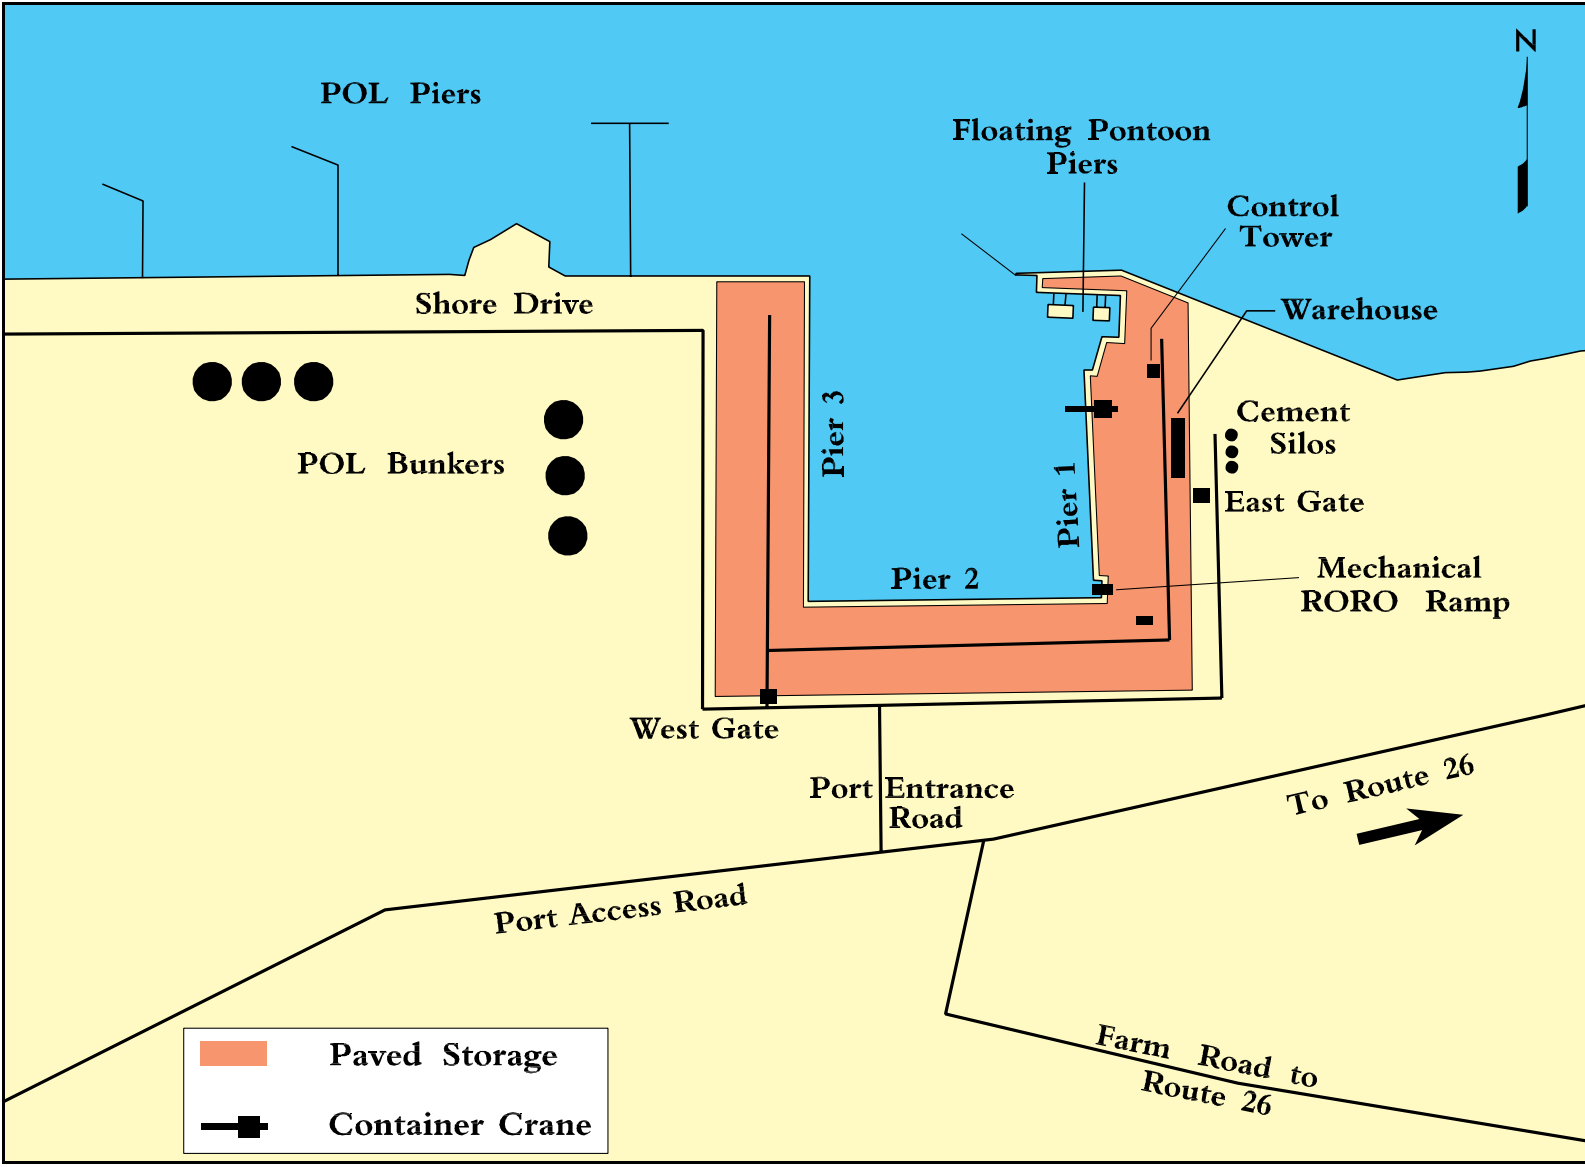 N
POL Piers
Floating Pontoon
Piers
Control
Tower
Shore Drive
Warehouse
Pier 3
Cement
Silos
POL Bunkers
Pier 1
East Gate
Pier 2
Mechanical
RORO Ramp
West Gate
Port Entrance
Road
To Route 26
Port Access Road
Farm Road to
Route 26
Paved Storage
Container Crane